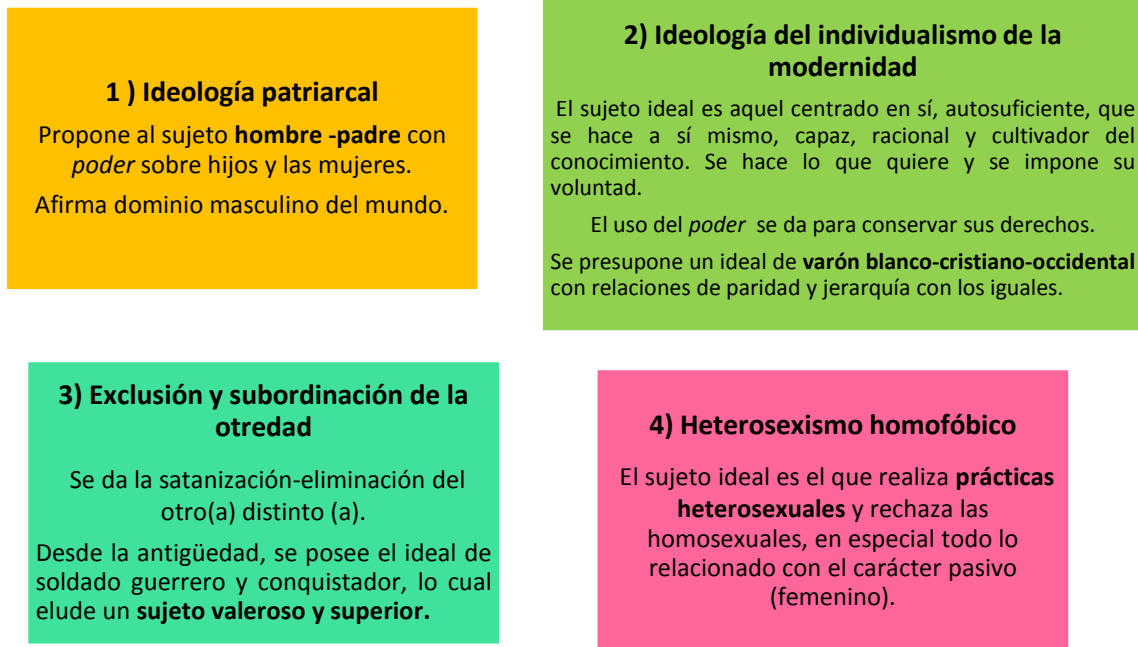 1 ) Ideología patriarcal
Propone al sujeto hombre -padre con
poder sobre hijos y las mujeres.
Afirma dominio masculino del mundo.
2) Ideología del individualismo de la
modernidad
El sujeto ideal es aquel centrado en sí, autosuficiente, que
se hace a sí mismo, capaz, racional y cultivador del
conocimiento. Se hace lo que quiere y se impone su
voluntad.
El uso del poder se da para conservar sus derechos.
Se presupone un ideal de varón blanco-cristiano-occidental
con relaciones de paridad y jerarquía con los iguales.
3) Exclusión y subordinación de la
otredad
Se da la satanización-eliminación del
otro(a) distinto (a).
Desde la antigüedad, se posee el ideal de
soldado guerrero y conquistador, lo cual
elude un sujeto valeroso y superior.
4) Heterosexismo homofóbico
El sujeto ideal es el que realiza prácticas
heterosexuales y rechaza las
homosexuales, en especial todo lo
relacionado con el carácter pasivo
(femenino).